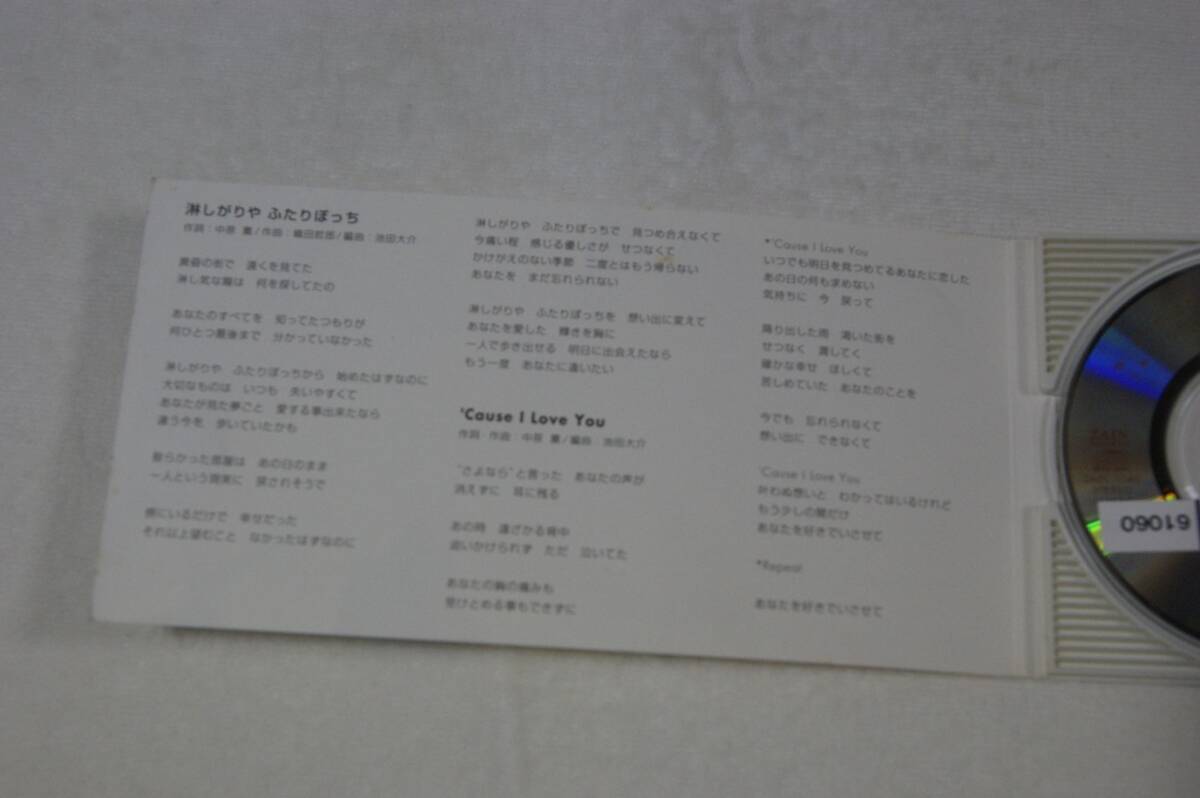 淋しがりや ふたりぼっち
作詞：中原 薫/作曲：織田哲郎/編曲：池田大介
黄昏の街で 遠くを見てた
淋し気な瞳は 何を探してたの
あなたのすべてを 知ってたつもりが
何ひとつ最後まで 分かっていなかった
淋しがりや ふたりぼっちから 始めたはずなのに
大切なものは いつも 失いやすくて
あなたが見た夢ごと 愛する事出来たなら
違う今を 歩いていたかも
散らかった部屋は あの日のまま
一人という現実に 戻されそうで
側にいるだけで 幸せだった
それ以上望むこと なかったはずなのに
淋しがりや ふたりぼっちで 見つめ合えなくて
今痛い程 感じる優しさが せつなくて
かけがえのない季節 二度とはもう帰らない
あなたを まだ忘れられない
淋しがりや ふたりぼっちを 想い出に変えて
あなたを愛した 輝きを胸に
一人で歩き出せる 明日に出会えたなら
もう一度 あなたに逢いたい
'Cause I Love You
作詞・作曲：中原 薫/編曲 池田大介
"さよなら"と言った あなたの声が
消えずに 耳に残る
あの時 遠ざかる背中
追いかけられず ただ 泣いてた
あなたの胸の痛みも
受けとめる事もできずに
*'Cause I Love You
いつでも明日を見つめてるあなたに恋した
あの日の何も求めない
気持ちに 今 戻って
降り出した雨 渇いた街を
せつなく 濡してく
確かな幸せ ほしくて
苦しめていた あなたのことを
今でも 忘れられなくて
想い出に できなくて
'Cause I Love You
叶わぬ想いと わかってはいるけれど
もう少しの間だけ
あなたを好きでいさせて
*Repeat
あなたを好きでいさせて
61060